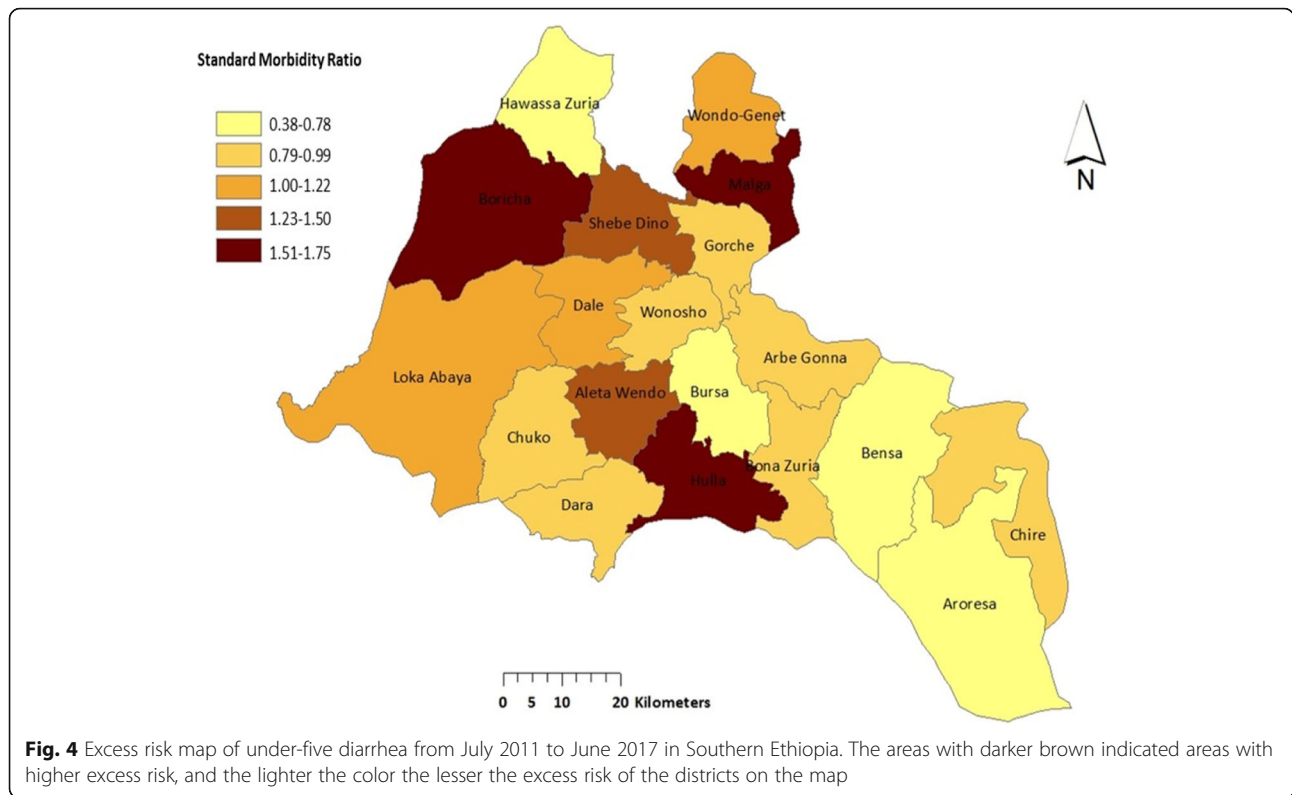 Standard Morbidity Ratio
0.38-0.78
0.79-0.99
1.00-1.22
1.23-1.50
1.51-1.75
Hawassa Zuria
Wondo-Genet
N
Boricha
Malga
Shebe Dino
Gorche
Dale
Wonosho
Arbe Gonna
Loka Abaya
Aleta Wendo
Bursa
Chuko
Bensa
Bona Zuria
Hulla
Dara
Chire
Aroresa
0 5 10 20 Kilometers
Fig. 4 Excess risk map of under-five diarrhea from July 2011 to June 2017 in Southern Ethiopia. The areas with darker brown indicated areas with
higher excess risk, and the lighter the color the lesser the excess risk of the districts on the map